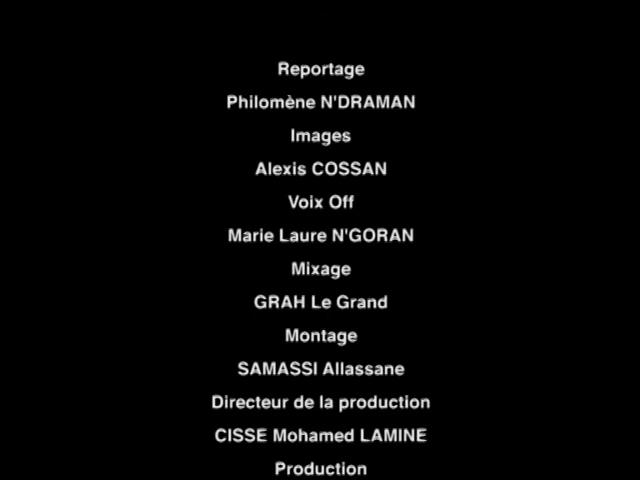 Reportage
Philomène N'DRAMAN
Images
Alexis COSSAN
Voix Off
Marie Laure N'GORAN
Mixage
GRAH Le Grand
Montage
SAMASSI Allassane
Directeur de la production
CISSE Mohamed LAMINE
Production